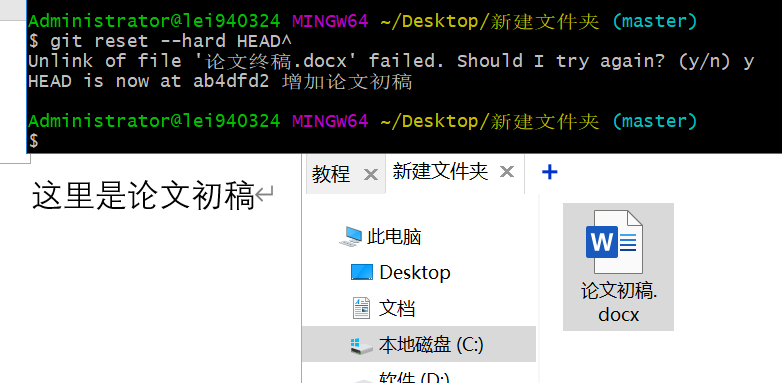 Administrator@lei940324 MINGW64 ~/Desktop/新建文件夹 (master)
$ git reset --hard HEAD^
Unlink of file '论文终稿.docx' failed. Should I try again? (y/n) y
HEAD is now at ab4dfd2 增加论文初稿
Administrator@lei940324 MINGW64 ~/Desktop/新建文件夹 (master)
$
这里是论文初稿↵
教程 ×
新建文件夹 × +
此电脑
Desktop
文档
本地磁盘 (C:)
软件 (D:)
W
论文初稿.
docx